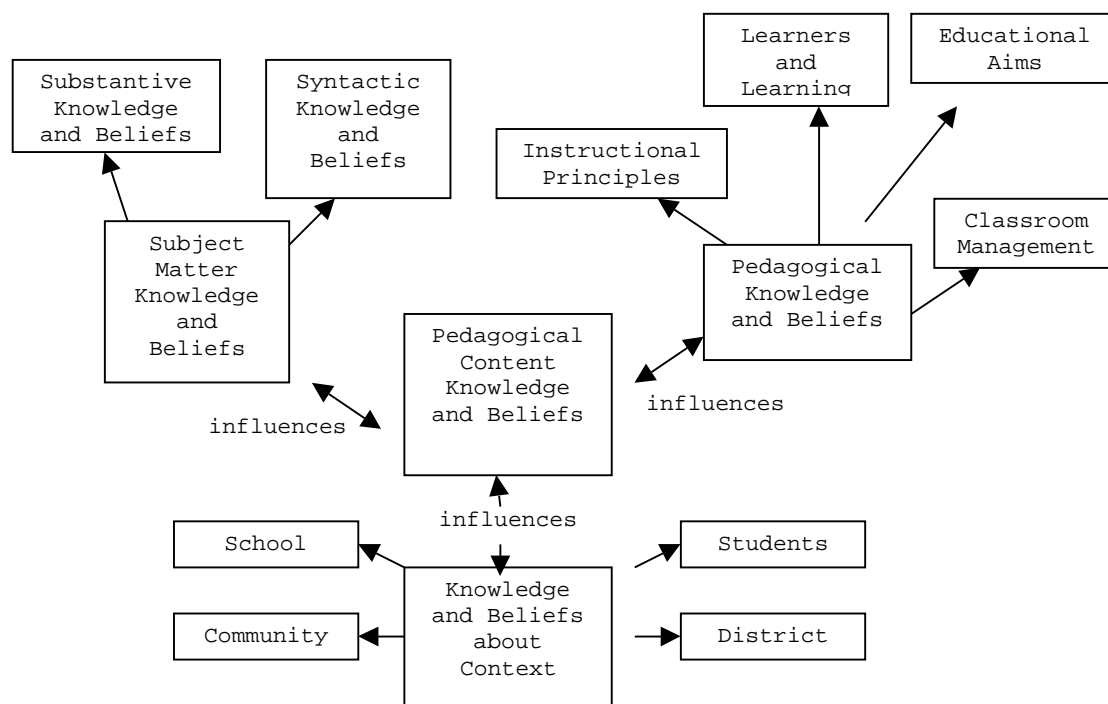 Learners
and
Learning
Educational
Aims
Substantive
Knowledge
and Beliefs
Syntactic
Knowledge
and
Beliefs
Instructional
Principles
Classroom
Management
Subject
Matter
Knowledge
and
Beliefs
Pedagogical
Knowledge
and Beliefs
Pedagogical
Content
Knowledge
and Beliefs
influences
influences
influences
School
Students
Knowledge
and Beliefs
about
Context
Community
District